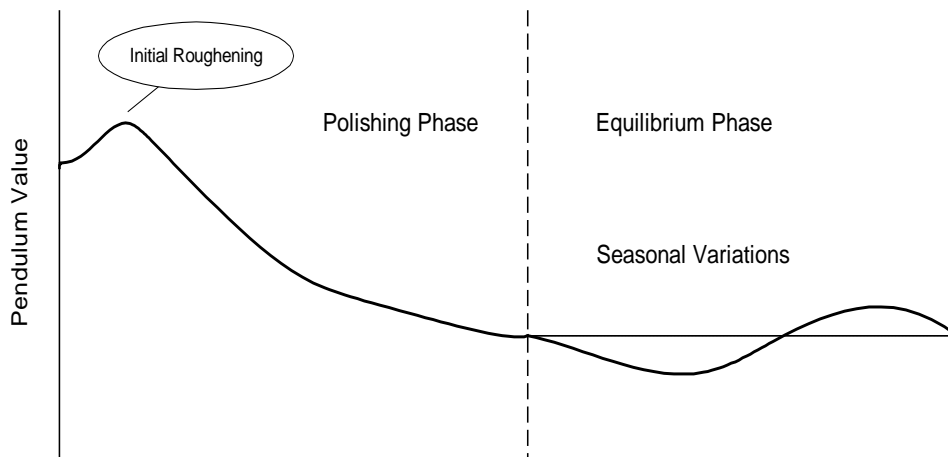 Initial Roughening
Polishing Phase
Equilibrium Phase
Seasonal Variations
Pendulum Value